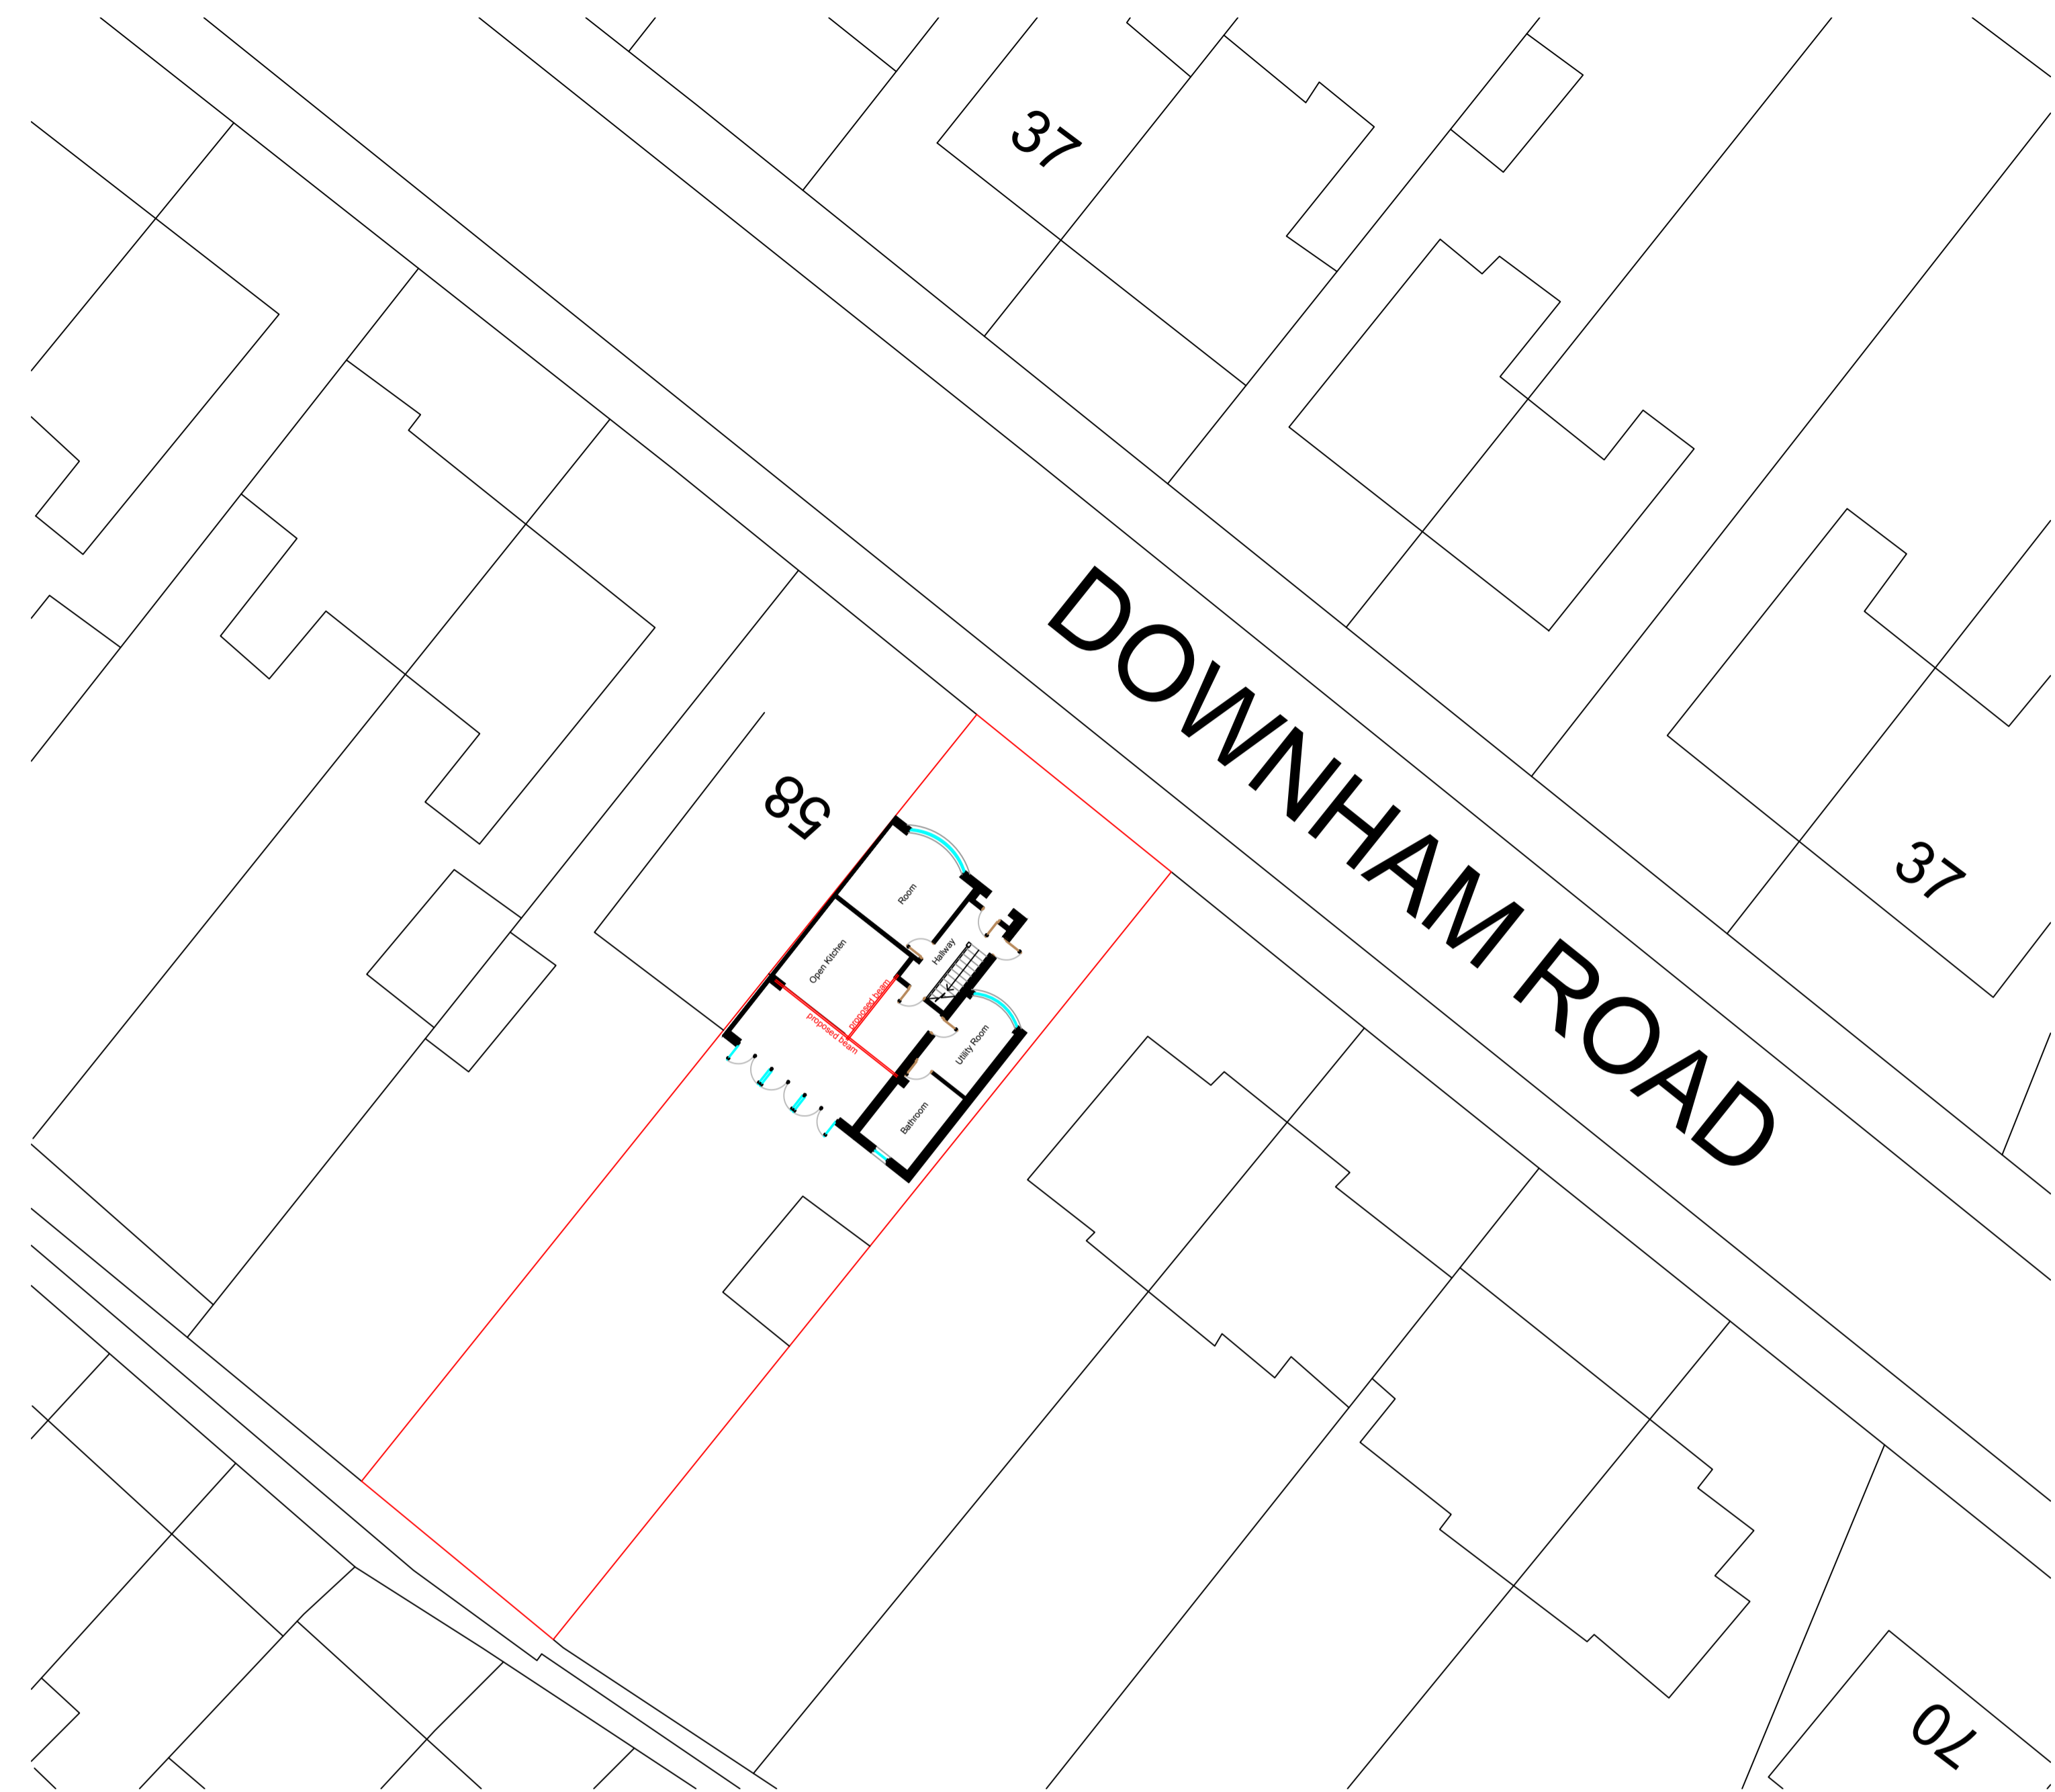 37
DOWNHAM ROAD
58
37
Room
Hallway
Open Kitchen
proposed beam
proposed beam
Utility Room
Bathroom
70